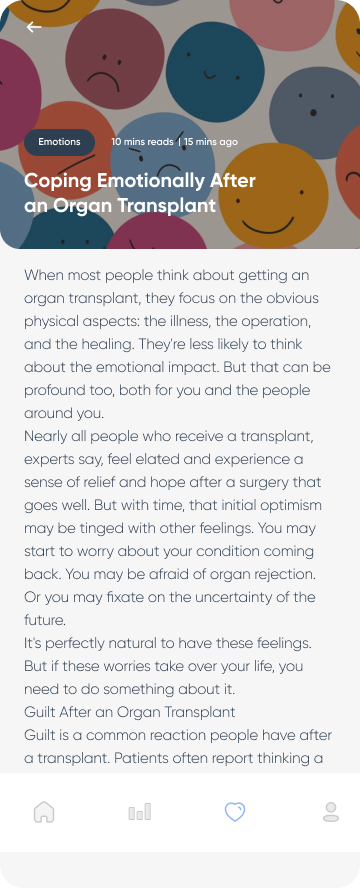 Emotions
10 mins reads | 15 mins ago
Coping Emotionally After
an Organ Transplant
When most people think about getting an
organ transplant, they focus on the obvious
physical aspects: the illness, the operation,
and the healing. They're less likely to think
about the emotional impact. But that can be
profound too, both for you and the people
around you.
Nearly all people who receive a transplant,
experts say, feel elated and experience a
sense of relief and hope after a surgery that
goes well. But with time, that initial optimism
may be tinged with other feelings. You may
start to worry about your condition coming
back. You may be afraid of organ rejection.
Or you may fixate on the uncertainty of the
future.
It's perfectly natural to have these feelings.
But if these worries take over your life, you
need to do something about it.
Guilt After an Organ Transplant
Guilt is a common reaction people have after
a transplant. Patients often report thinking a